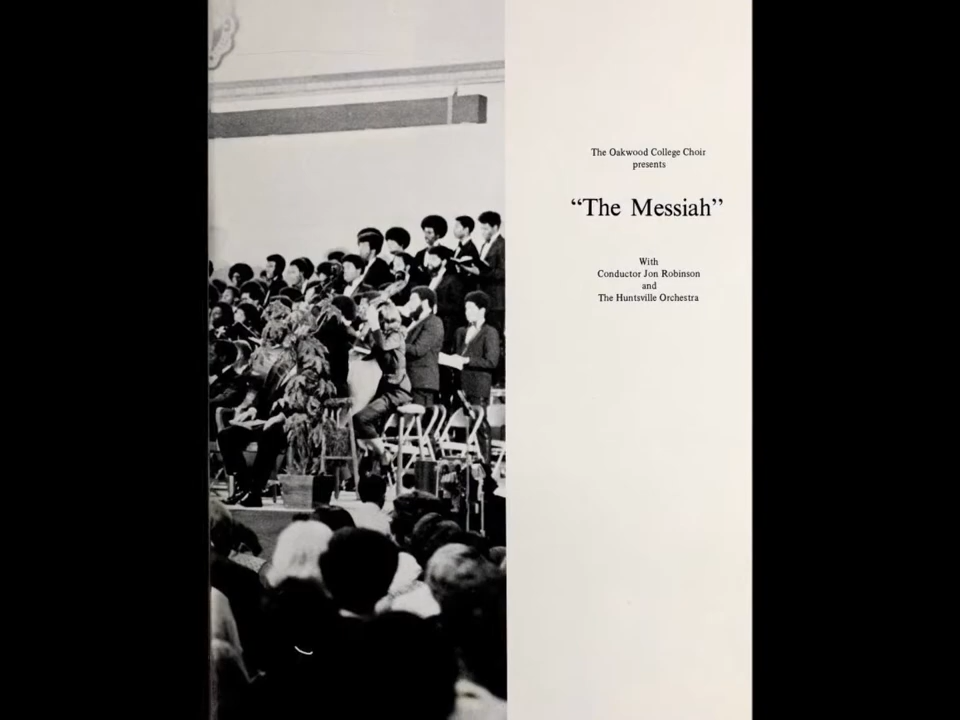 The Oakwood College Choir
presents
“The Messiah”
With
Conductor Jon Robinson
and
The Huntsville Orchestra